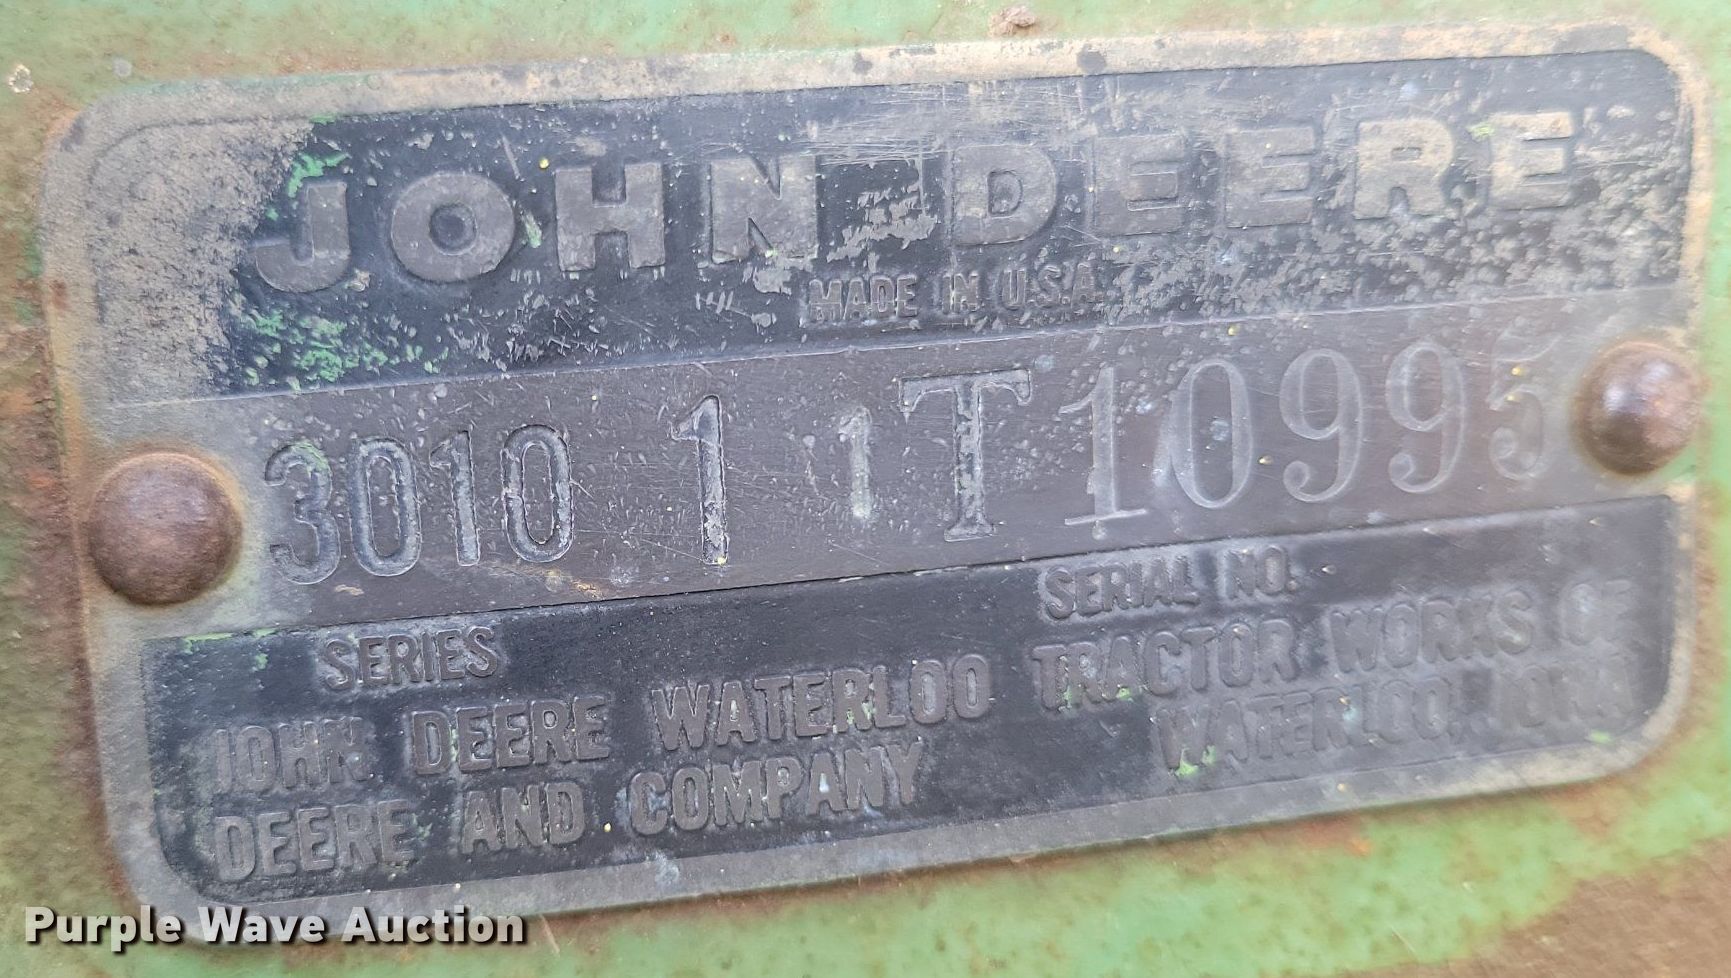 JOHN DEERE
MADE IN U.S.A.
3010 1 1T10995
SERIES SERIAL NO.
JOHN DEERE WATERLOO TRACTOR WORKS OF
DEERE AND COMPANY WATERLOO, IOWA
Purple Wave Auction